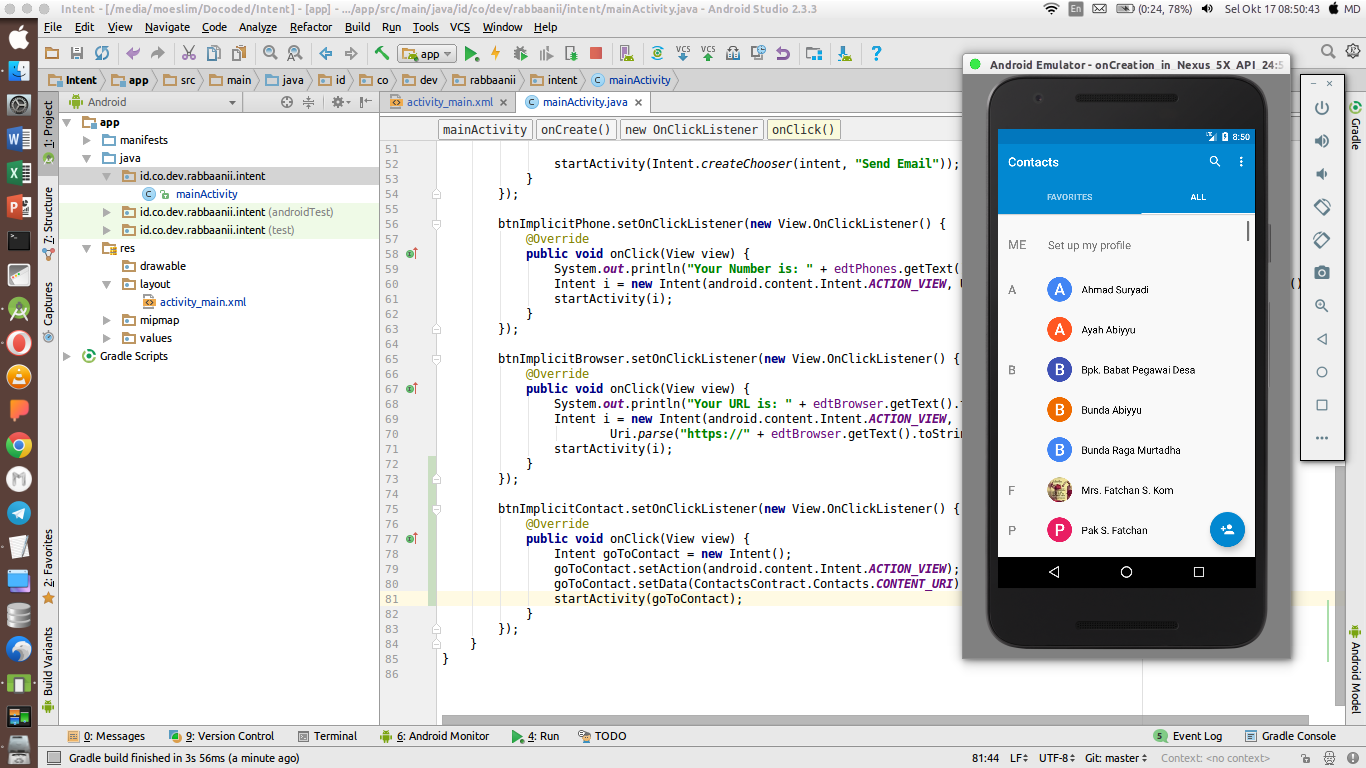 Intent - [/media/moeslim/Docoded/Intent] - [app] - .../app/src/main/java/id/co/dev/rabbaanii/intent/mainActivity.java - Android Studio 2.3.3
En
(0:24, 78%)
Sel Okt 17 08:50:43
MD
File Edit View Navigate Code Analyze Refactor Build Run Tools VCS Window Help
app
VCS VCS
Intent app src main java id co dev rabbaanii intent mainActivity
Android
activity_main.xml
mainActivity.java
mainActivity onCreate() new OnClickListener onClick()
1: Project
7: Structure
Captures
2: Favorites
Build Variants
app
manifests
java
id.co.dev.rabbaanii.intent
mainActivity
id.co.dev.rabbaanii.intent (androidTest)
id.co.dev.rabbaanii.intent (test)
res
drawable
layout
activity_main.xml
mipmap
values
Gradle Scripts
51
52 startActivity(Intent.createChooser(intent, "Send Email"));
53 }
54 });
55
56 btnImplicitPhone.setOnClickListener(new View.OnClickListener() {
57 @Override
58 public void onClick(View view) {
59 System.out.println("Your Number is: " + edtPhones.getText(
60 Intent i = new Intent(android.content.Intent.ACTION_VIEW,
61 startActivity(i);
62 }
63 });
64
65 btnImplicitBrowser.setOnClickListener(new View.OnClickListener() {
66 @Override
67 public void onClick(View view) {
68 System.out.println("Your URL is: " + edtBrowser.getText().
69 Intent i = new Intent(android.content.Intent.ACTION_VIEW,
70 Uri.parse("https://" + edtBrowser.getText().toStrin
71 startActivity(i);
72 }
73 });
74
75 btnImplicitContact.setOnClickListener(new View.OnClickListener() {
76 @Override
77 public void onClick(View view) {
78 Intent goToContact = new Intent();
79 goToContact.setAction(android.content.Intent.ACTION_VIEW);
80 goToContact.setData(ContactsContract.Contacts.CONTENT_URI)
81 startActivity(goToContact);
82 }
83 });
84 }
85 }
86
Android Emulator - onCreation_in_Nexus_5X_API_24:5
8:50
Contacts
FAVORITES ALL
ME Set up my profile
A A Ahmad Suryadi
A Ayah Abiyyu
B B Bpk. Babat Pegawai Desa
B Bunda Abiyyu
B Bunda Raga Murtadha
F Mrs. Fatchan S. Kom
P P Pak S. Fatchan
Gradle
Android Model
0: Messages 9: Version Control Terminal 6: Android Monitor 4: Run TODO
5 Event Log Gradle Console
Gradle build finished in 3s 56ms (a minute ago)
81:44 LF UTF-8 Git: master Context: <no context>